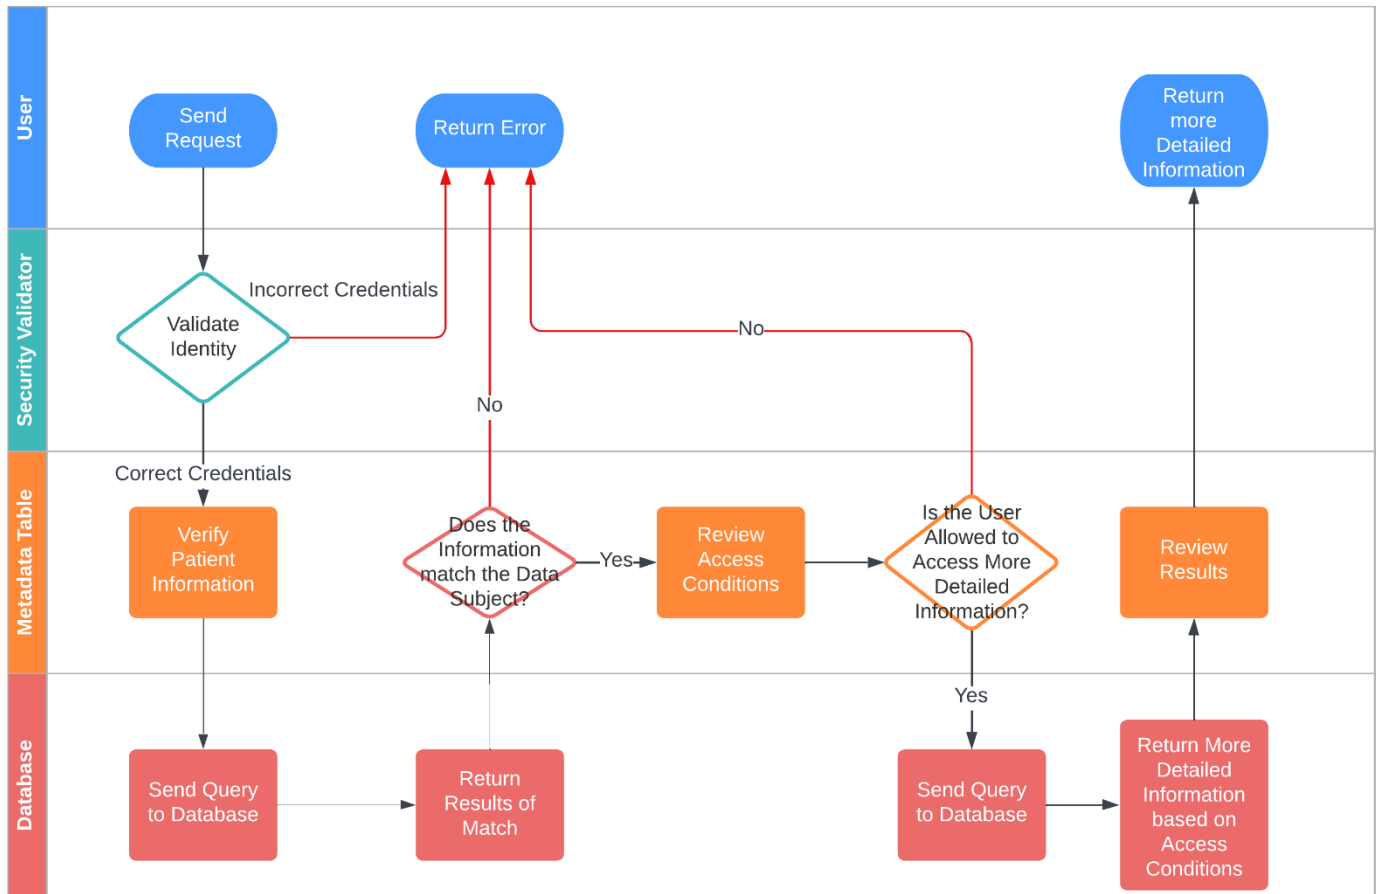 User
Send
Request
Return Error
Return
more
Detailed
Information
Security Validator
Validate
Identity
Incorrect Credentials
No
No
Correct Credentials
Metadata Table
Verify
Patient
Information
Does the
Information
match the Data
Subject?
Yes
Review
Access
Conditions
Is the User
Allowed to
Access More
Detailed
Information?
Review
Results
Yes
Database
Send Query
to Database
Return
Results of
Match
Send Query
to Database
Return More
Detailed
Information
based on
Access
Conditions